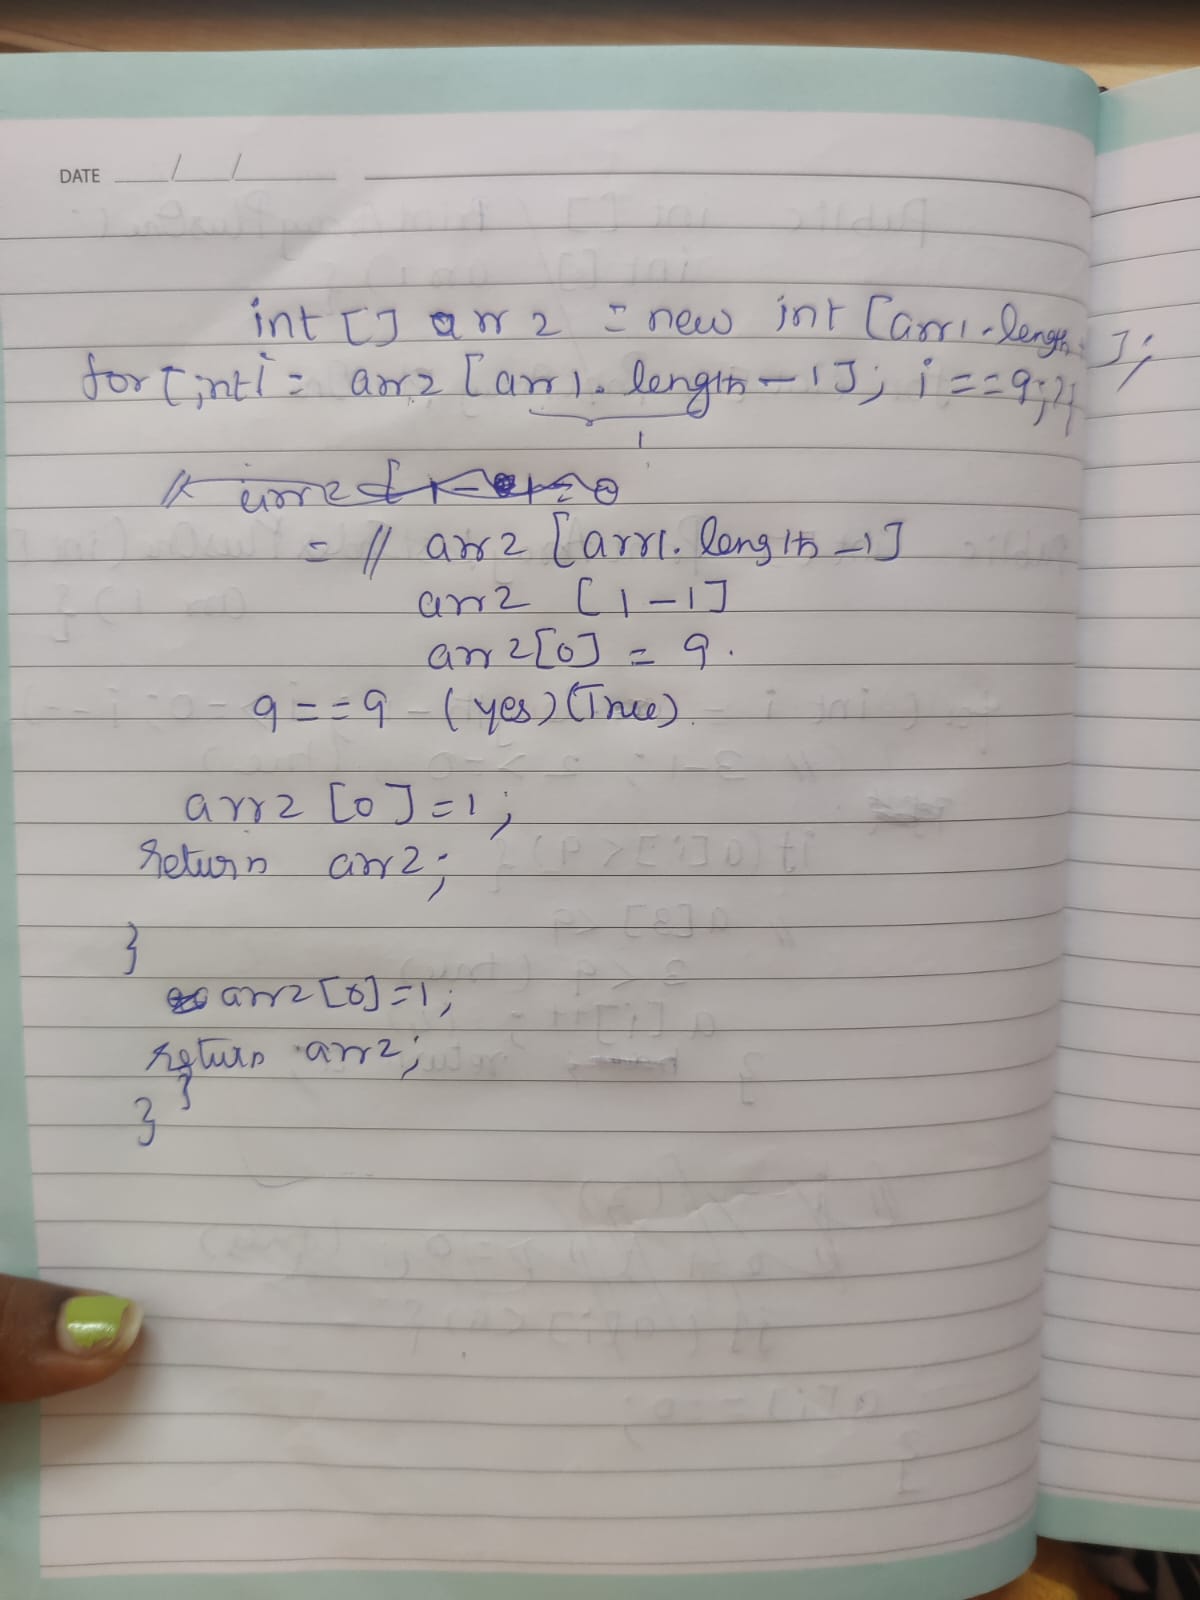 DATE / /
int [] arr2 = new int [arr1.length];
for [int i = arr2 [arr1.length-1]; i==9;){
1
// arr2 [
= // arr2 [arr1.length-1]
arr2 [1-1]
arr2[0] = 9.
9==9 - (yes)(True).
arr2 [0]=1;
return arr2;
}
arr2[0]=1;
return arr2;
}
}